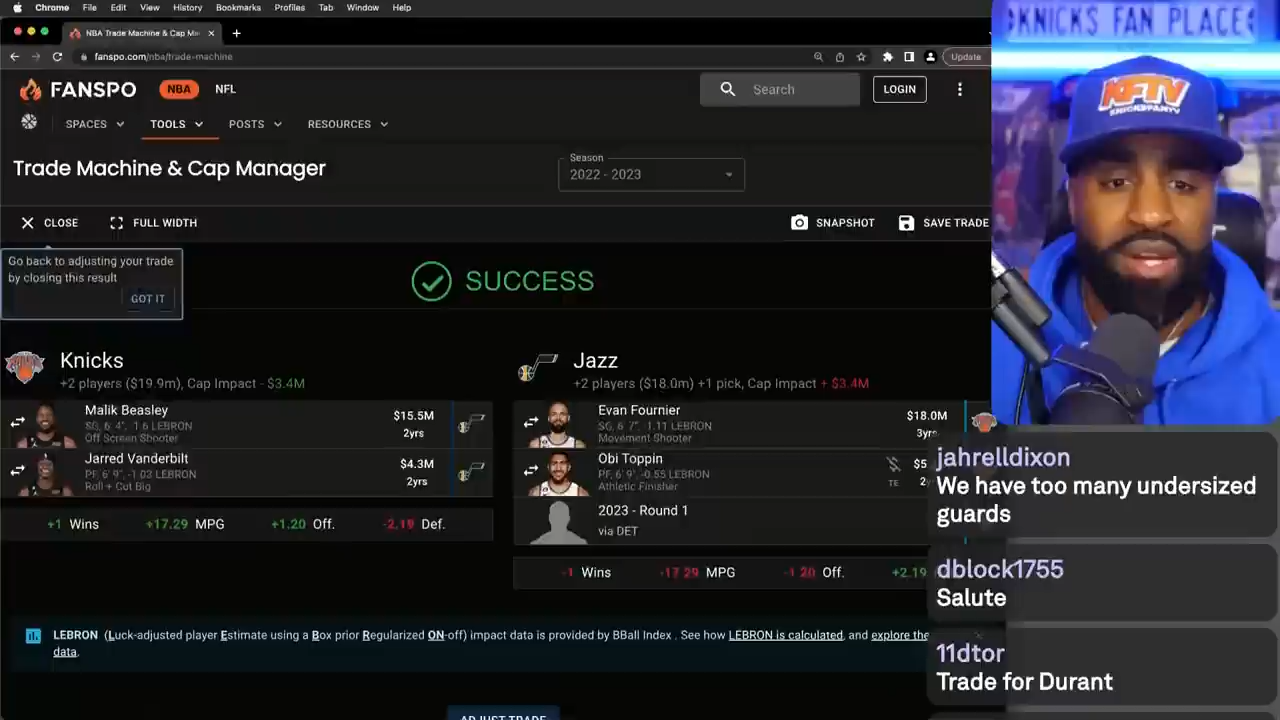 Chrome File Edit View History Bookmarks Profiles Tab Window Help
NBA Trade Machine & Cap Ma
fanspo.com/nba/trade-machine
Update
FANSPO NBA NFL
Search
LOGIN
SPACES TOOLS POSTS RESOURCES
Trade Machine & Cap Manager
Season
2022 - 2023
CLOSE FULL WIDTH SNAPSHOT SAVE TRADE
Go back to adjusting your trade
by closing this result
GOT IT
SUCCESS
Knicks
+2 players ($19.9m), Cap Impact - $3.4M
Malik Beasley $15.5M
SG, 6' 4", -1.6 LEBRON 2yrs
Off Screen Shooter
Jarred Vanderbilt $4.3M
PF, 6' 9", -1.03 LEBRON 2yrs
Roll + Cut Big
+1 Wins +17.29 MPG +1.20 Off. -2.19 Def.
Jazz
+2 players ($18.0m) +1 pick, Cap Impact + $3.4M
Evan Fournier $18.0M
SG, 6' 7", -1.11 LEBRON 3yrs
Movement Shooter
Obi Toppin $5
PF, 6' 9", -0.55 LEBRON TE
Athletic Finisher
2023 - Round 1
via DET
-1 Wins -17.29 MPG -1.20 Off. +2.19
LEBRON (Luck-adjusted player Estimate using a Box prior Regularized ON-off) impact data is provided by BBall Index . See how LEBRON is calculated, and explore the
data.
ADJUST TRADE
KNICKS FAN PLACE
KFTV
KNICKSFANTV
jahrelldixon
We have too many undersized
guards
dblock1755
Salute
11dtor
Trade for Durant